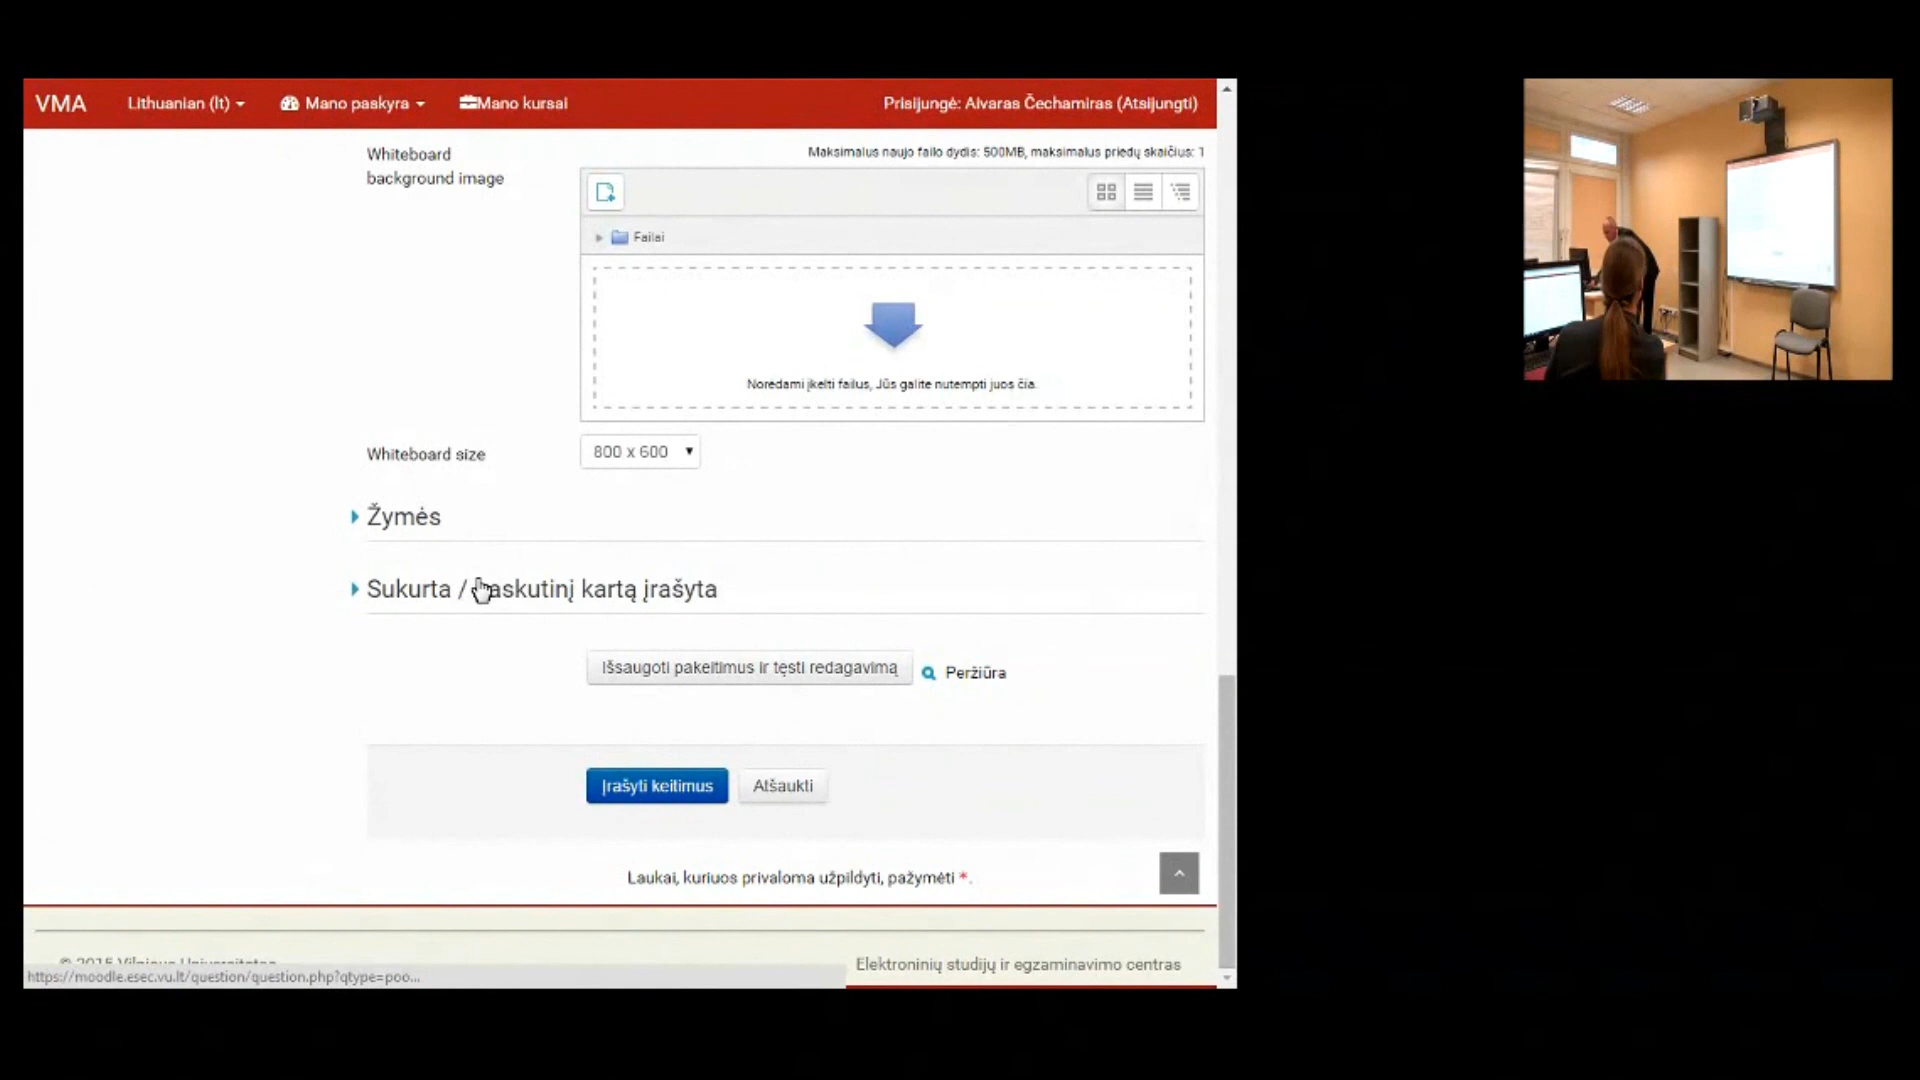 VMA Lithuanian (lt) Mano paskyra Mano kursai Prisijungė: Aivaras Čechamiras (Atsijungti)
Whiteboard
background image
Maksimalus naujo failo dydis: 500MB, maksimalus priedų skaičius: 1
Failai
Norėdami įkelti failus, Jūs galite nutempti juos čia.
Whiteboard size 800 x 600
Žymės
Sukurta / askutinį kartą įrašyta
Išsaugoti pakeitimus ir tęsti redagavimą Peržiūra
Įrašyti keitimus Atšaukti
Laukai, kuriuos privaloma užpildyti, pažymėti *.
Elektroninių studijų ir egzaminavimo centras
https://moodle.esec.vu.lt/question/question.php?qtype=poo...